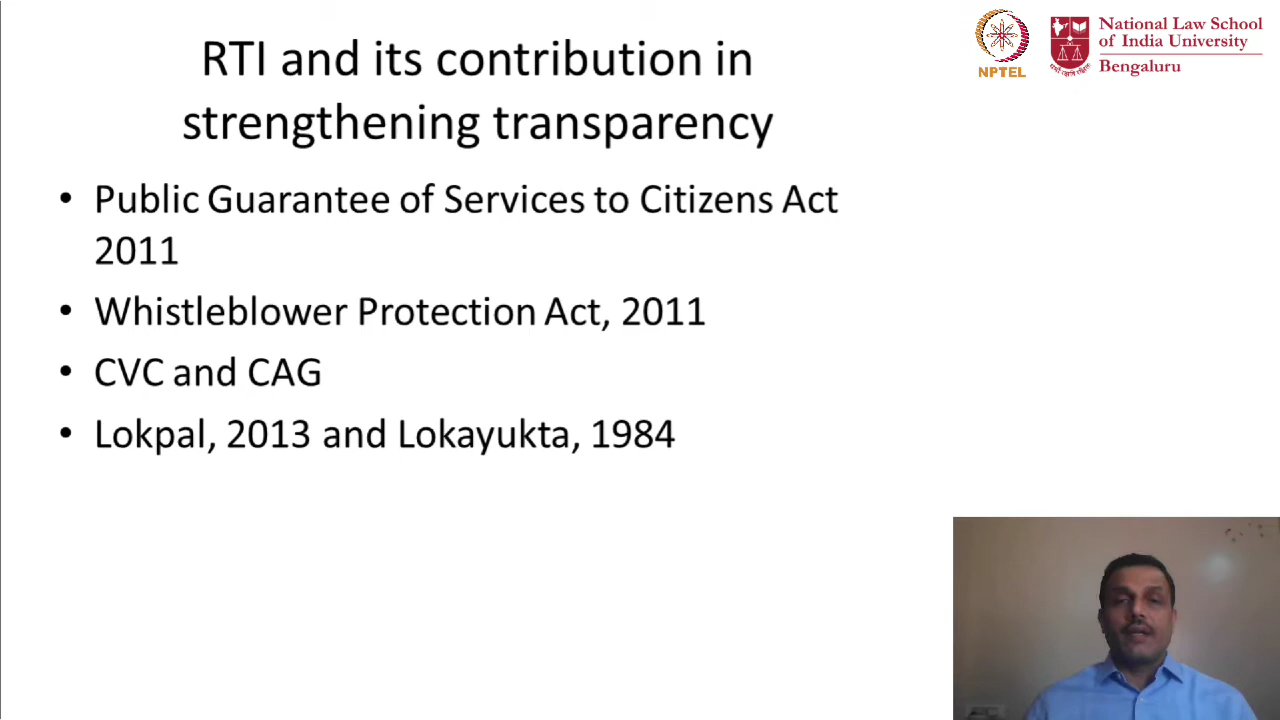 RTI and its contribution in
strengthening transparency
• Public Guarantee of Services to Citizens Act
2011
• Whistleblower Protection Act, 2011
• CVC and CAG
• Lokpal, 2013 and Lokayukta, 1984
NPTEL
National Law School
of India University
Bengaluru